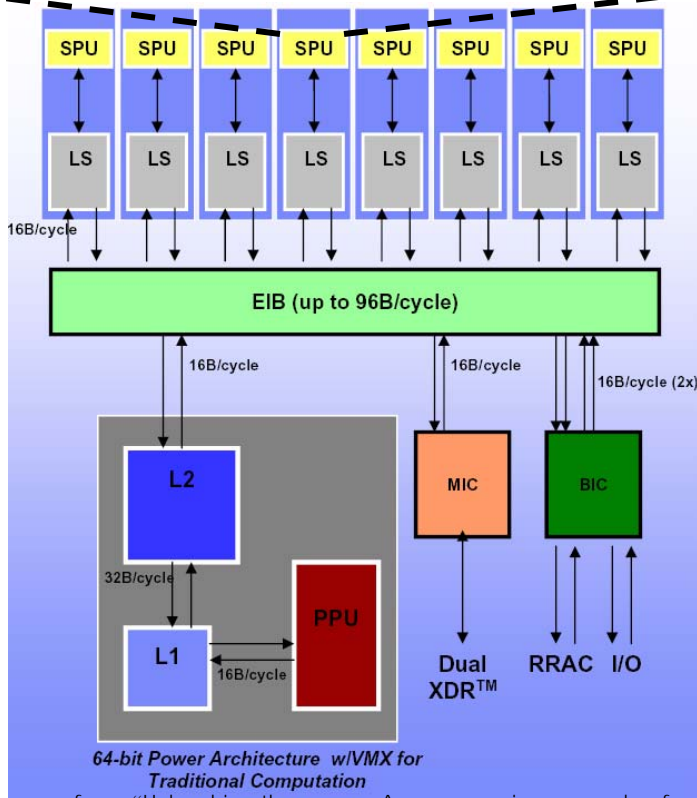 SPU SPU SPU SPU SPU SPU SPU SPU
LS LS LS LS LS LS LS LS
16B/cycle
EIB (up to 96B/cycle)
16B/cycle
16B/cycle
16B/cycle (2x)
L2
MIC
BIC
32B/cycle
PPU
L1
16B/cycle
Dual
XDR™
RRAC I/O
64-bit Power Architecture w/VMX for
Traditional Computation